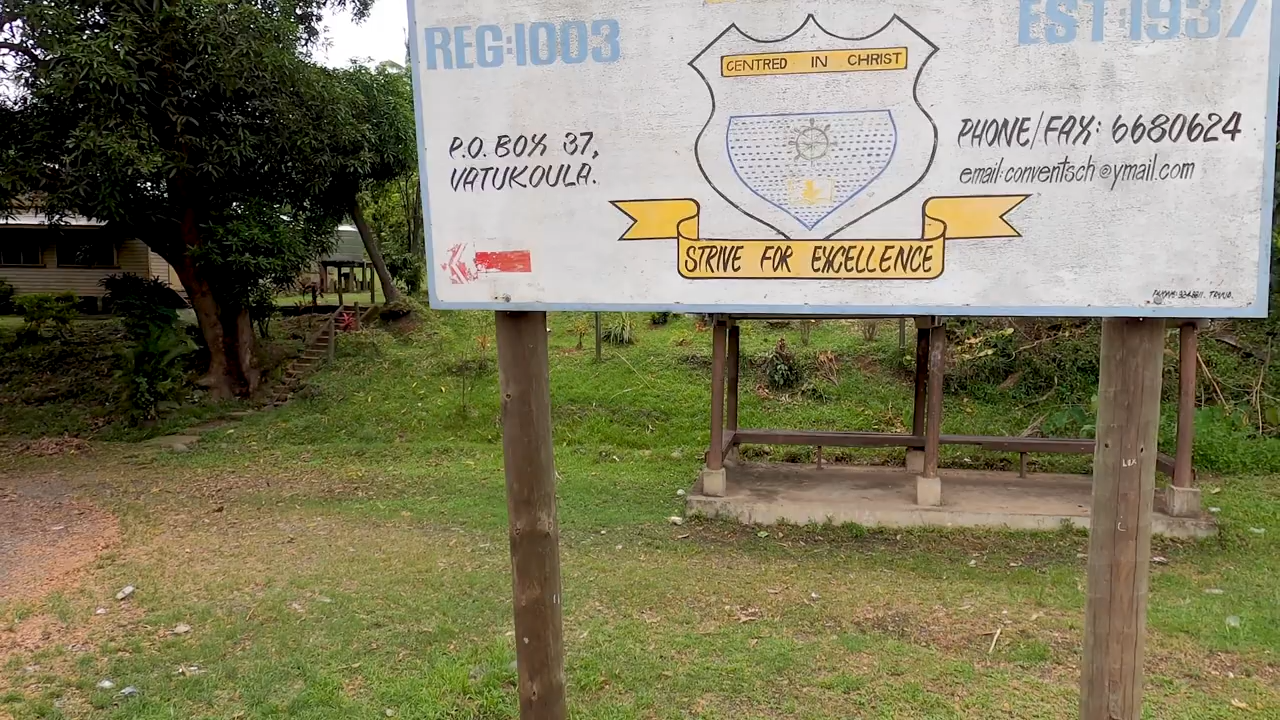 REG:1003
EST:1937
CENTRED IN CHRIST
P.O. BOX 37,
VATUKOULA.
PHONE/FAX: 6680624
email:conventsch@ymail.com
STRIVE FOR EXCELLENCE